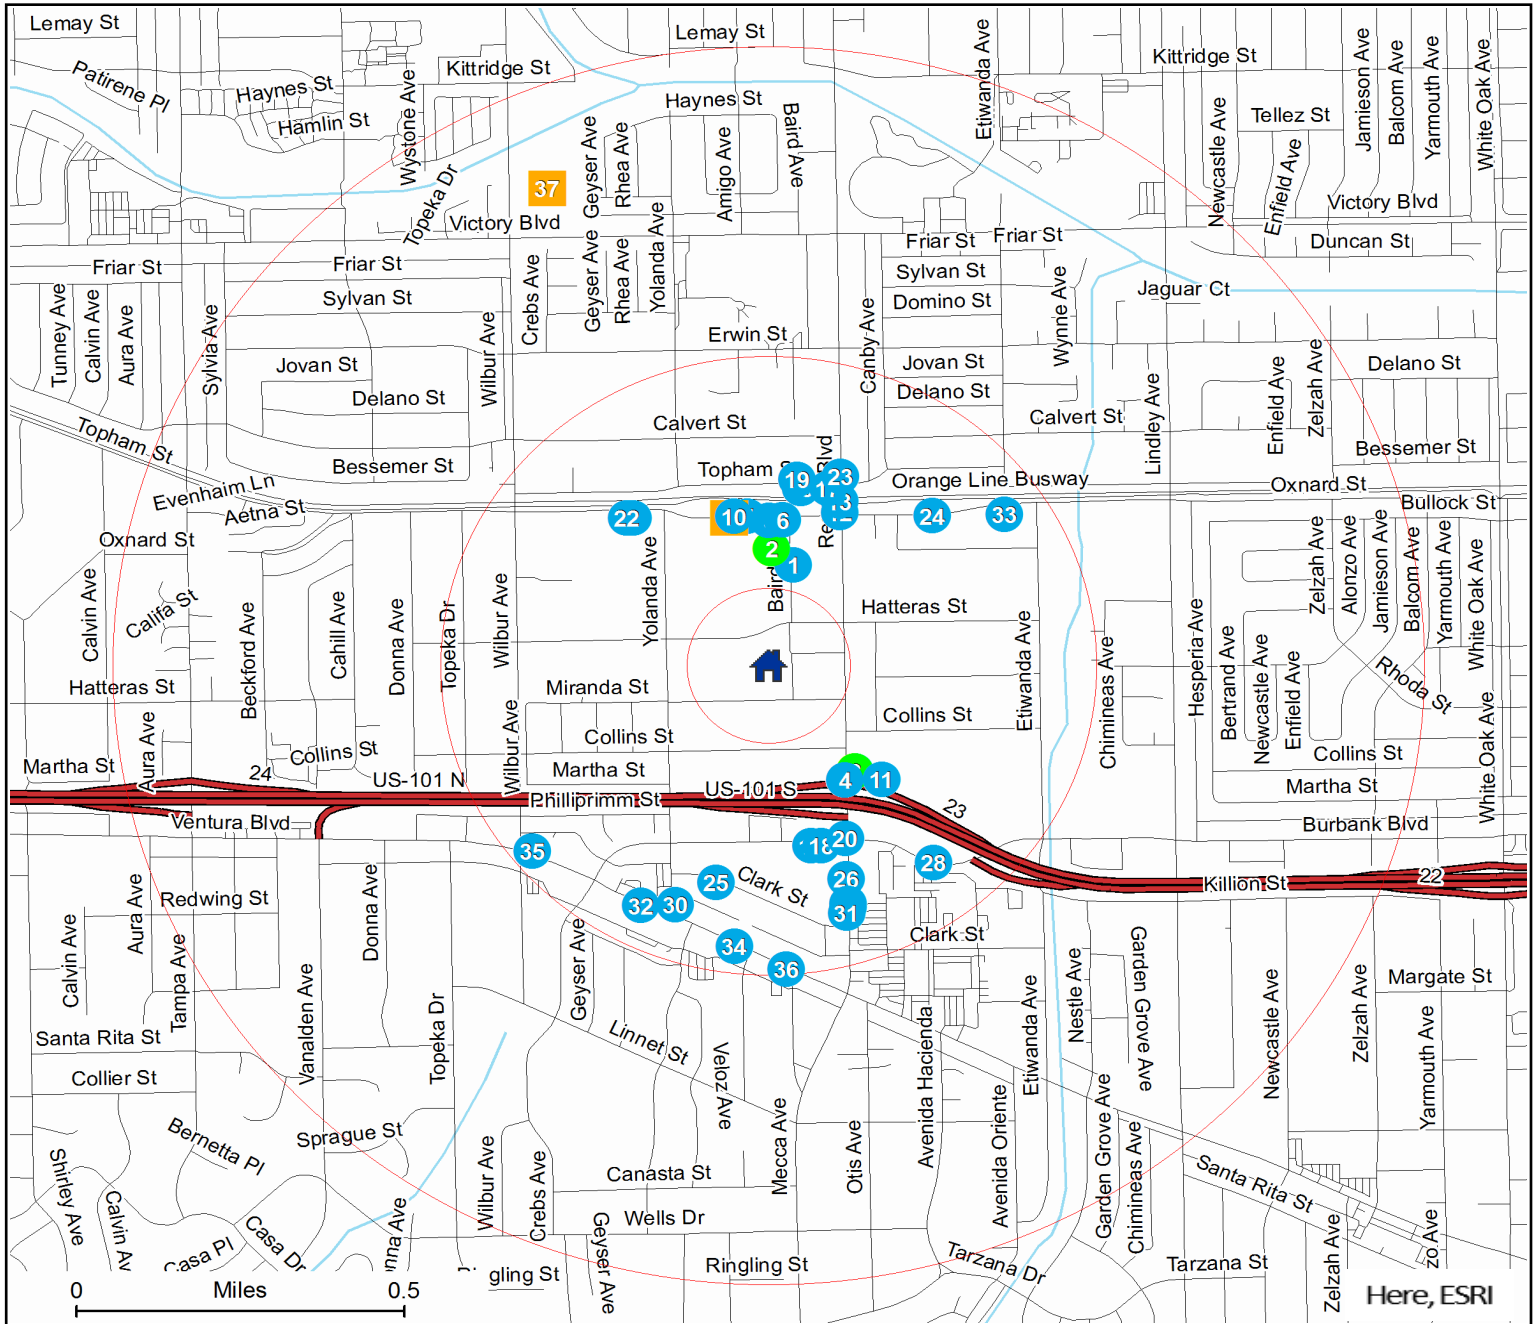 Lemay St
Lemay St
Etiwanda Ave
Kittridge St
Kittridge St
Patirene Pl
Haynes St
Hamlin St
Wystone Ave
Haynes St
Baird Ave
Jamieson Ave
Balcom Ave
Yarmouth Ave
White Oak Ave
Tellez St
Newcastle Ave
Enfield Ave
Geyser Ave
Rhea Ave
Amigo Ave
37
Topeka Dr
Victory Blvd
Victory Blvd
Yolanda Ave
Friar St
Friar St
Friar St
Friar St
Duncan St
Sylvan St
Sylvan St
Domino St
Jaguar Ct
Crebs Ave
Geyser Ave
Rhea Ave
Tunney Ave
Calvin Ave
Aura Ave
Sylvia Ave
Wilbur Ave
Erwin St
Canby Ave
Wynne Ave
Jovan St
Jovan St
Delano St
Delano St
Delano St
Enfield Ave
Zelzah Ave
Lindley Ave
Calvert St
Calvert St
Topham St
Bessemer St
Bessemer St
Topham S
Blvd
19
23
Orange Line Busway
Oxnard St
Bullock St
Evenhaim Ln
Aetna St
22
10
6
24
33
Re
Oxnard St
2
1
Baird
Yolanda Ave
Zelzah Ave
Alonzo Ave
Jamieson Ave
Balcom Ave
Yarmouth Ave
White Oak Ave
Calvin Ave
Califa St
Beckford Ave
Cahill Ave
Donna Ave
Topeka Dr
Wilbur Ave
Hatteras St
Etiwanda Ave
Chimineas Ave
Hesperia Ave
Bertrand Ave
Newcastle Ave
Enfield Ave
Rhoda St
Hatteras St
Miranda St
Collins St
Collins St
Collins St
Collins St
Aura Ave
Wilbur Ave
White Oak Ave
Martha St
Martha St
Martha St
24
US-101 N
US-101 S
4
11
Philliprimm St
23
Ventura Blvd
Burbank Blvd
35
18
20
28
25
26
Clark St
Killion St
22
32
30
31
Redwing St
Aura Ave
Donna Ave
Calvin Ave
Tampa Ave
Vanalden Ave
Geyser Ave
34
36
Clark St
Margate St
Nestle Ave
Garden Grove Ave
Newcastle Ave
Zelzah Ave
Yarmouth Ave
Santa Rita St
Topeka Dr
Linnet St
Veloz Ave
Etiwanda Ave
Collier St
Avenida Hacienda
Avenida Oriente
Garden Grove Ave
Chimineas Ave
Bernetta Pl
Sprague St
Mecca Ave
Otis Ave
Shirley Ave
Calvin Av
Canasta St
Santa Rita St
Wilbur Ave
Crebs Ave
Casa Pl
Casa Dr
nna Ave
Wells Dr
Geyser Ave
gling St
Ringling St
Tarzana Dr
Tarzana St
Zelzah Ave
zo Ave
0 Miles 0.5
Here, ESRI